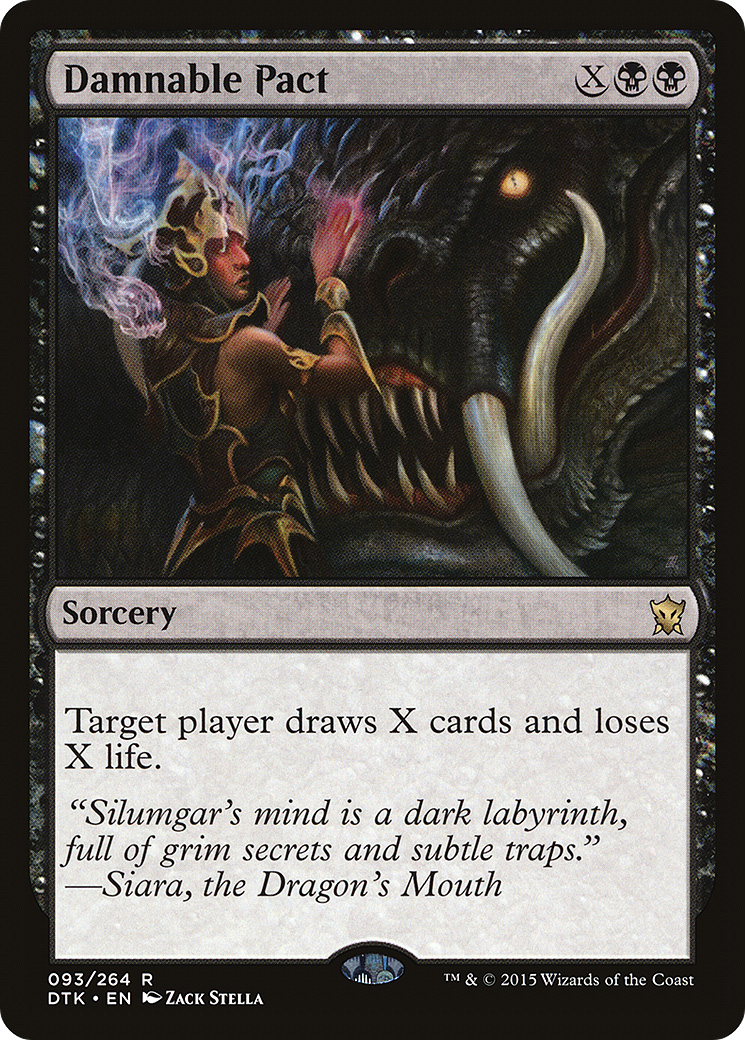 Damnable Pact X
Sorcery
Target player draws X cards and loses
X life.
“Silumgar’s mind is a dark labyrinth,
full of grim secrets and subtle traps.”
—Siara, the Dragon’s Mouth
093/264 R
™ & © 2015 Wizards of the Coast
DTK • EN Zack Stella